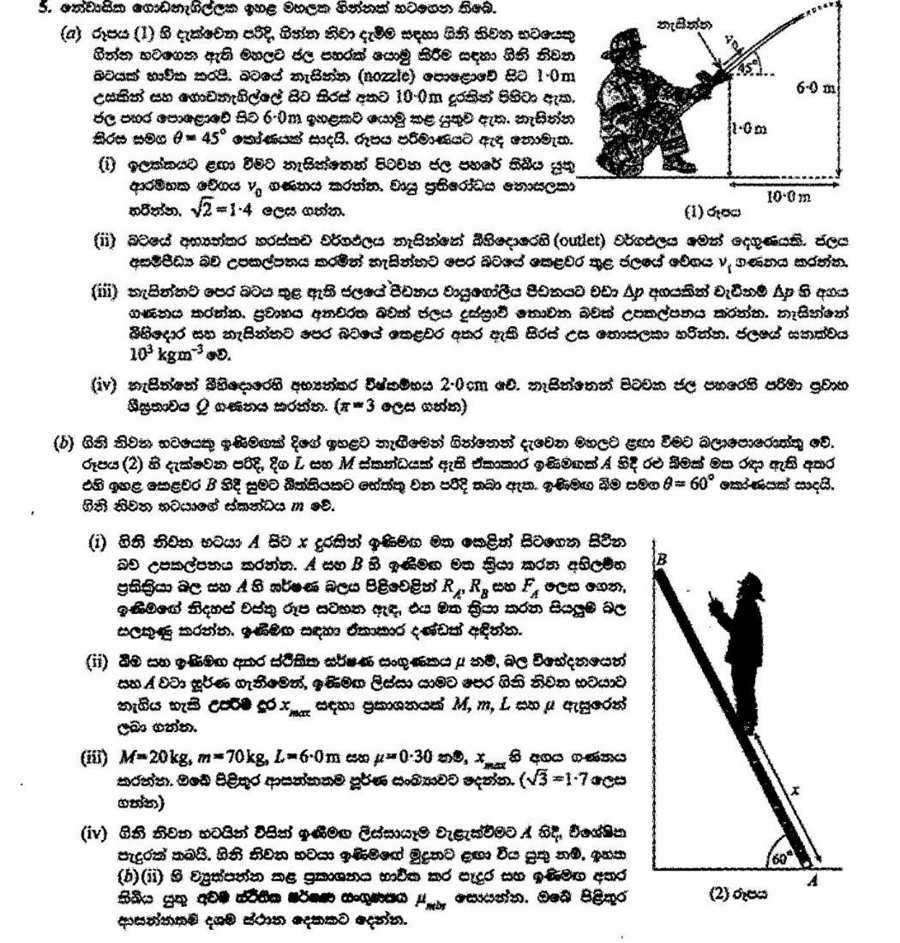 5. නේවාසික ගොඩනැගිල්ලක ඉහළ මහලක ගින්නක් හටගෙන තිබේ.
(a) රූපය (1) හි දැක්වෙන පරිදි, ගින්න නිවා දැමීම සඳහා ගිනි නිවන භටයෙකු
ගින්න හටගෙන ඇති මහලට ජල පහරක් යොමු කිරීම සඳහා ගිනි නිවන
බටයක් භාවිත කරයි. බටයේ නැසින්න (nozzle) පොළොවේ සිට 1·0 m
උසකින් සහ ගොඩනැගිල්ලේ සිට තිරස් අතට 10·0 m දුරකින් පිහිටා ඇත.
ජල පහර පොළොවේ සිට 6·0 m ඉහළකට යොමු කළ යුතුව ඇත. නැසින්න
තිරස සමග θ = 45° කෝණයක් සාදයි. රූපය පරිමාණයට ඇඳ නොමැත.
(i) ඉලක්කයට ළඟා වීමට නැසින්නෙන් පිටවන ජල පහරේ තිබිය යුතු
ආරම්භක වේගය v₀ ගණනය කරන්න. වායු ප්‍රතිරෝධය නොසලකා
හරින්න. √2 = 1·4 ලෙස ගන්න.
නැසින්න
v₀
45°
6·0 m
1·0 m
10·0 m
(1) රූපය
(ii) බටයේ අභ්‍යන්තර හරස්කඩ වර්ගඵලය නැසින්නේ බිහිදොරෙහි (outlet) වර්ගඵලය මෙන් දෙගුණයකි. ජලය
අසම්පීඩ්‍ය බව උපකල්පනය කරමින් නැසින්නට පෙර බටයේ කෙළවර තුළ ජලයේ වේගය v₁ ගණනය කරන්න.
(iii) නැසින්නට පෙර බටය තුළ ඇති ජලයේ පීඩනය වායුගෝලීය පීඩනයට වඩා Δp අගයකින් වැඩිනම් Δp හි අගය
ගණනය කරන්න. ප්‍රවාහය අනවරත බවත් ජලය දුස්ස්‍රාවී නොවන බවත් උපකල්පනය කරන්න. නැසින්නේ
බිහිදොර සහ නැසින්නට පෙර බටයේ කෙළවර අතර ඇති සිරස් උස නොසලකා හරින්න. ජලයේ ඝනත්වය
10³ kgm⁻³ වේ.
(iv) නැසින්නේ බිහිදොරෙහි අභ්‍යන්තර විෂ්කම්භය 2·0 cm වේ. නැසින්නෙන් පිටවන ජල පහරෙහි පරිමා ප්‍රවාහ
ශීඝ්‍රතාවය Q ගණනය කරන්න. (π = 3 ලෙස ගන්න)
(b) ගිනි නිවන භටයෙකු ඉණිමඟක් දිගේ ඉහළට නැඟීමෙන් ගින්නෙන් දැවෙන මහලට ළඟා වීමට බලාපොරොත්තු වේ.
රූපය (2) හි දැක්වෙන පරිදි, දිග L සහ M ස්කන්ධයක් ඇති ඒකාකාර ඉණිමඟක් A හිදී රළු බිමක් මත රඳා ඇති අතර
එහි ඉහළ කෙළවර B හිදී සුමට බිත්තියකට හේත්තු වන පරිදි තබා ඇත. ඉණිමඟ බිම සමග θ = 60° කෝණයක් සාදයි.
ගිනි නිවන භටයාගේ ස්කන්ධය m වේ.
(i) ගිනි නිවන භටයා A සිට x දුරකින් ඉණිමඟ මත කෙළින් සිටගෙන සිටින
බව උපකල්පනය කරන්න. A සහ B හි ඉණිමඟ මත ක්‍රියා කරන අභිලම්භ
ප්‍රතික්‍රියා බල සහ A හි ඝර්ෂණ බලය පිළිවෙළින් R_A, R_B සහ F_A ලෙස ගෙන,
ඉණිමඟේ නිදහස් වස්තු රූප සටහන ඇඳ, එය මත ක්‍රියා කරන සියලුම බල
සලකුණු කරන්න. ඉණිමඟ සඳහා ඒකාකාර දණ්ඩක් අඳින්න.
(ii) බිම සහ ඉණිමඟ අතර ස්ථිතික ඝර්ෂණ සංගුණකය μ නම්, බල විභේදනයෙන්
සහ A වටා ඝූර්ණ ගැනීමෙන්, ඉණිමඟ ලිස්සා යාමට පෙර ගිනි නිවන භටයාට
නැගිය හැකි උපරිම දුර x_max සඳහා ප්‍රකාශනයක් M, m, L සහ μ ඇසුරෙන්
ලබා ගන්න.
(iii) M = 20 kg, m = 70 kg, L = 6·0 m සහ μ = 0·30 නම්, x_max හි අගය ගණනය
කරන්න. ඔබේ පිළිතුර ආසන්නතම පූර්ණ සංඛ්‍යාවට දෙන්න. (√3 = 1·7 ලෙස
ගන්න)
(iv) ගිනි නිවන භටයින් විසින් ඉණිමඟ ලිස්සායෑම වැළැක්වීමට A හිදී, විශේෂිත
පැදුරක් තබයි. ගිනි නිවන භටයා ඉණිමඟේ මුදුනට ළඟා විය යුතු නම්, ඉහත
(b) (ii) හි ව්‍යුත්පන්න කළ ප්‍රකාශනය භාවිත කර පැදුර සහ ඉණිමඟ අතර
තිබිය යුතු අවම ස්ථිතික ඝර්ෂණ සංගුණකය μ_min සොයන්න. ඔබේ පිළිතුර
ආසන්නතම දශම ස්ථාන දෙකකට දෙන්න.
B
x
60°
A
(2) රූපය